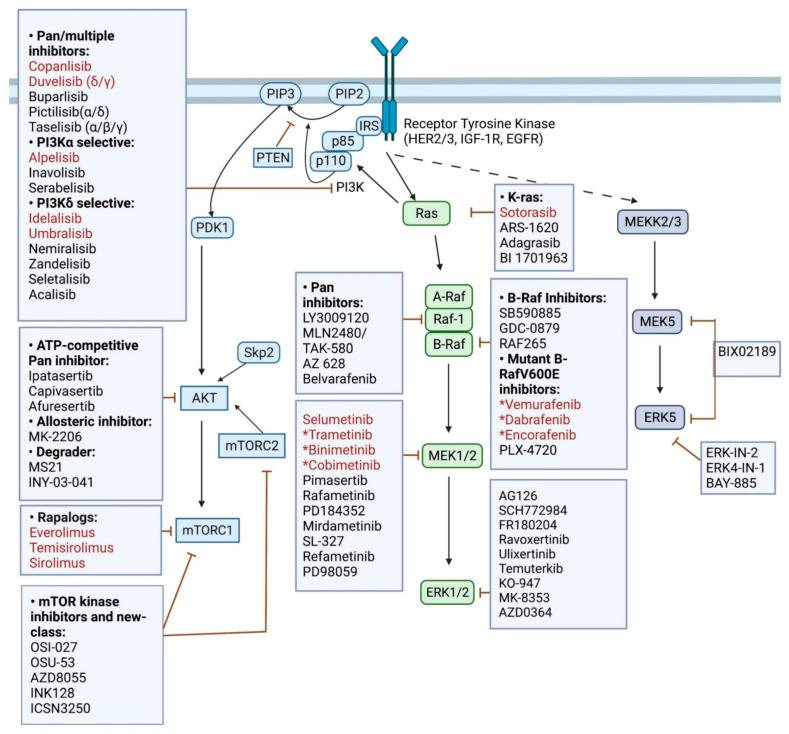 • Pan/multiple
inhibitors:
Copanlisib
Duvelisib (δ/γ)
Buparlisib
Pictilisib(α/δ)
Taselisib (α/β/γ)
• PI3Kα selective:
Alpelisib
Inavolisib
Serabelisib
• PI3Kδ selective:
Idelalisib
Umbralisib
Nemiralisib
Zandelisib
Seletalisib
Acalisib
PIP3
PIP2
PTEN
IRS
p85
p110
PI3K
Receptor Tyrosine Kinase
(HER2/3, IGF-1R, EGFR)
PDK1
Ras
• K-ras:
Sotorasib
ARS-1620
Adagrasib
BI 1701963
MEKK2/3
• Pan
inhibitors:
LY3009120
MLN2480/
TAK-580
AZ 628
Belvarafenib
A-Raf
Raf-1
B-Raf
• B-Raf Inhibitors:
SB590885
GDC-0879
RAF265
• Mutant B-
RafV600E
inhibitors:
*Vemurafenib
*Dabrafenib
*Encorafenib
PLX-4720
MEK5
BIX02189
ERK5
ERK-IN-2
ERK4-IN-1
BAY-885
• ATP-competitive
Pan inhibitor:
Ipatasertib
Capivasertib
Afuresertib
• Allosteric inhibitor:
MK-2206
• Degrader:
MS21
INY-03-041
Skp2
AKT
mTORC2
Selumetinib
*Trametinib
*Binimetinib
*Cobimetinib
Pimasertib
Rafametinib
PD184352
Mirdametinib
SL-327
Refametinib
PD98059
MEK1/2
• Rapalogs:
Everolimus
Temisirolimus
Sirolimus
mTORC1
AG126
SCH772984
FR180204
Ravoxertinib
Ulixertinib
Temuterkib
KO-947
MK-8353
AZD0364
ERK1/2
• mTOR kinase
inhibitors and new-
class:
OSI-027
OSU-53
AZD8055
INK128
ICSN3250